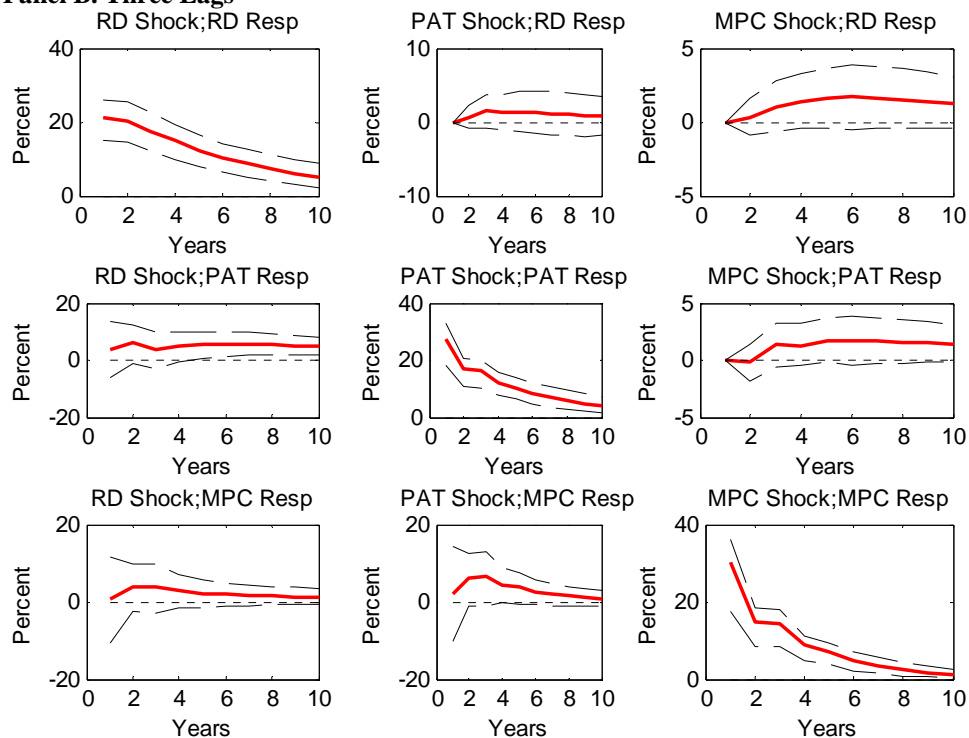 Panel B: Three Lags
RD Shock;RD Resp
PAT Shock;RD Resp
MPC Shock;RD Resp
40
20
0
Percent
0 2 4 6 8 10
Years
10
0
-10
Percent
0 2 4 6 8 10
Years
5
0
-5
Percent
0 2 4 6 8 10
Years
RD Shock;PAT Resp
PAT Shock;PAT Resp
MPC Shock;PAT Resp
20
0
-20
Percent
0 2 4 6 8 10
Years
40
20
0
Percent
0 2 4 6 8 10
Years
5
0
-5
Percent
0 2 4 6 8 10
Years
RD Shock;MPC Resp
PAT Shock;MPC Resp
MPC Shock;MPC Resp
20
0
-20
Percent
0 2 4 6 8 10
Years
20
0
-20
Percent
0 2 4 6 8 10
Years
40
20
0
Percent
0 2 4 6 8 10
Years